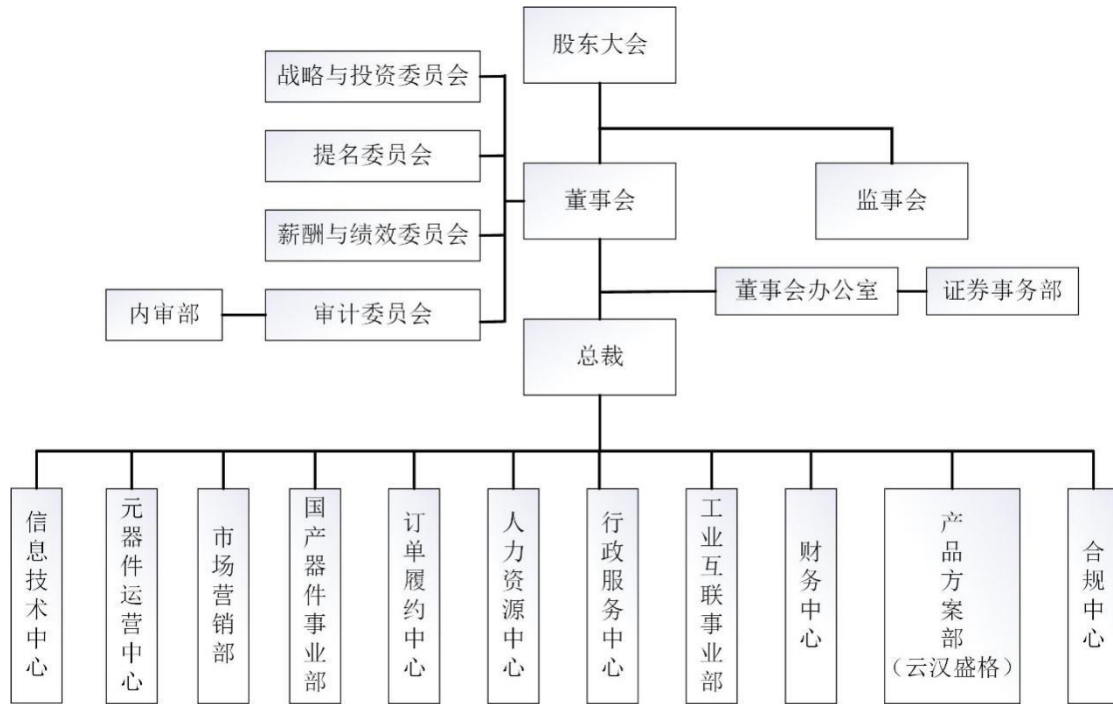 股东大会
战略与投资委员会
提名委员会
董事会
监事会
薪酬与绩效委员会
内审部
审计委员会
董事会办公室
证券事务部
总裁
信息技术中心
元器件运营中心
市场营销部
国产器件事业部
订单履约中心
人力资源中心
行政服务中心
工业互联事业部
财务中心
产品方案部
（云汉盛格）
合规中心